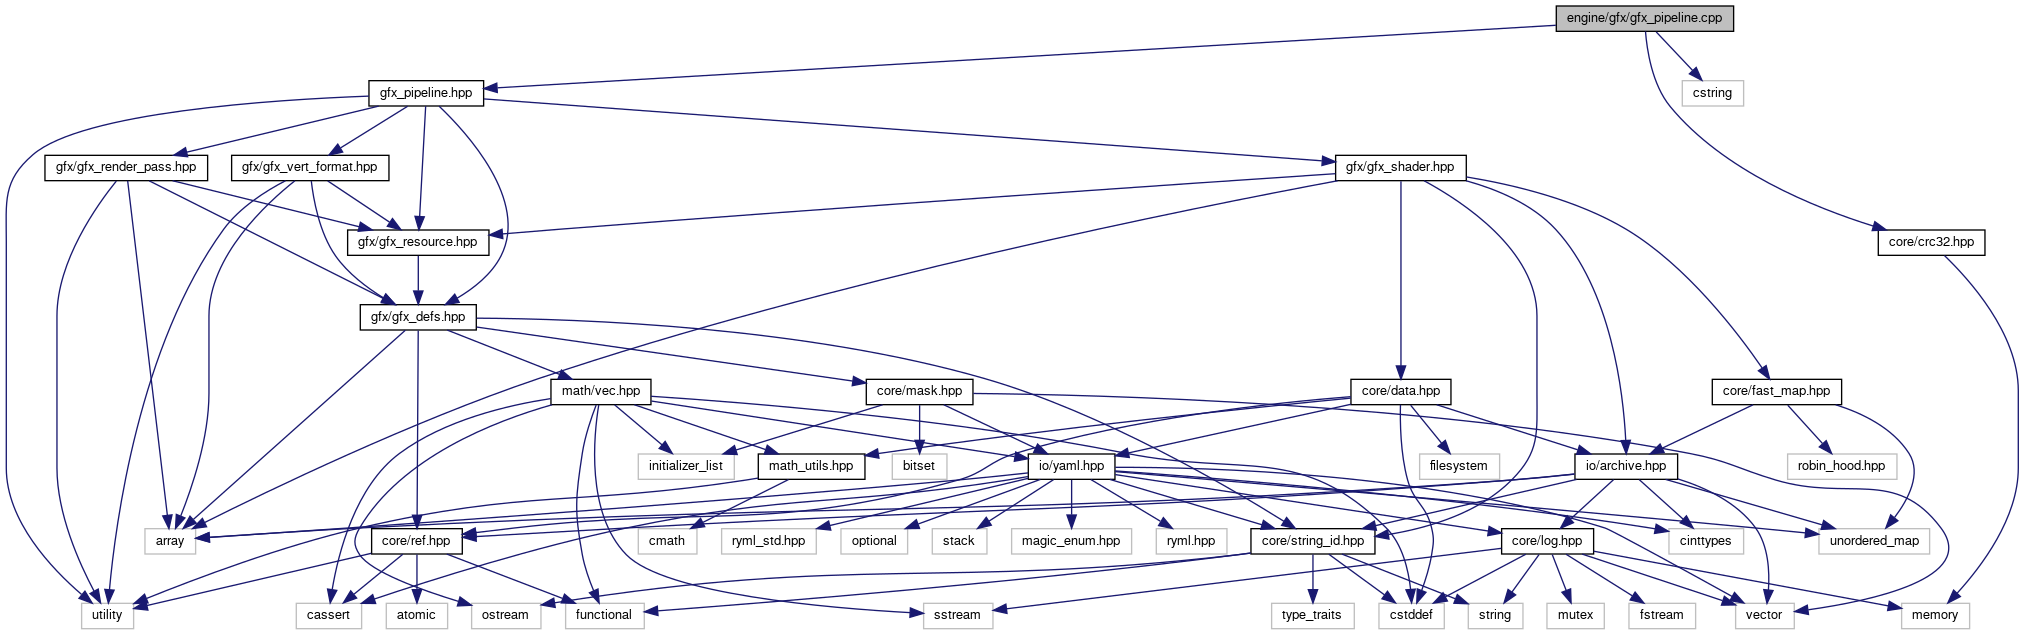 engine/gfx/gfx_pipeline.cpp
gfx_pipeline.hpp
cstring
gfx/gfx_render_pass.hpp
gfx/gfx_vert_format.hpp
gfx/gfx_shader.hpp
gfx/gfx_resource.hpp
core/crc32.hpp
gfx/gfx_defs.hpp
math/vec.hpp
core/mask.hpp
core/data.hpp
core/fast_map.hpp
initializer_list
math_utils.hpp
bitset
io/yaml.hpp
filesystem
io/archive.hpp
robin_hood.hpp
array
core/ref.hpp
cmath
ryml_std.hpp
optional
stack
magic_enum.hpp
ryml.hpp
core/string_id.hpp
core/log.hpp
cinttypes
unordered_map
utility
cassert
atomic
ostream
functional
sstream
type_traits
cstddef
string
mutex
fstream
vector
memory